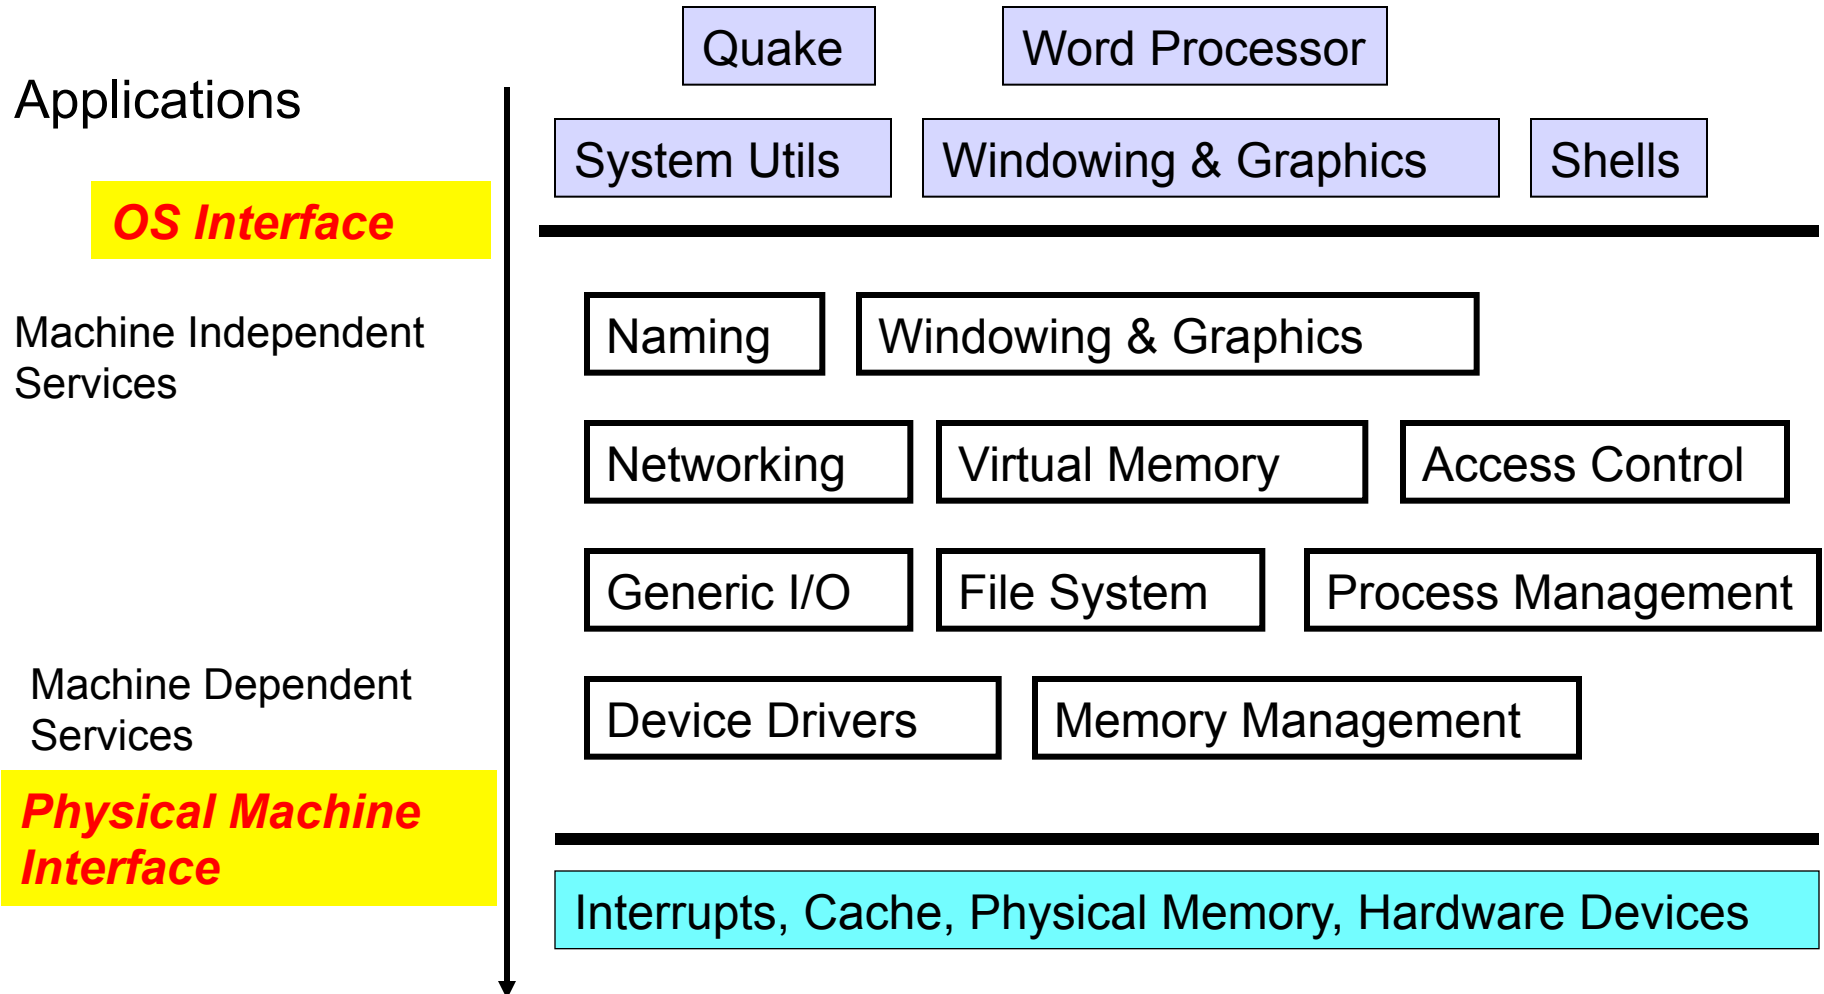 Quake
Word Processor
Applications
System Utils
Windowing & Graphics
Shells
OS Interface
Machine Independent
Services
Naming
Windowing & Graphics
Networking
Virtual Memory
Access Control
Generic I/O
File System
Process Management
Machine Dependent
Services
Device Drivers
Memory Management
Physical Machine
Interface
Interrupts, Cache, Physical Memory, Hardware Devices